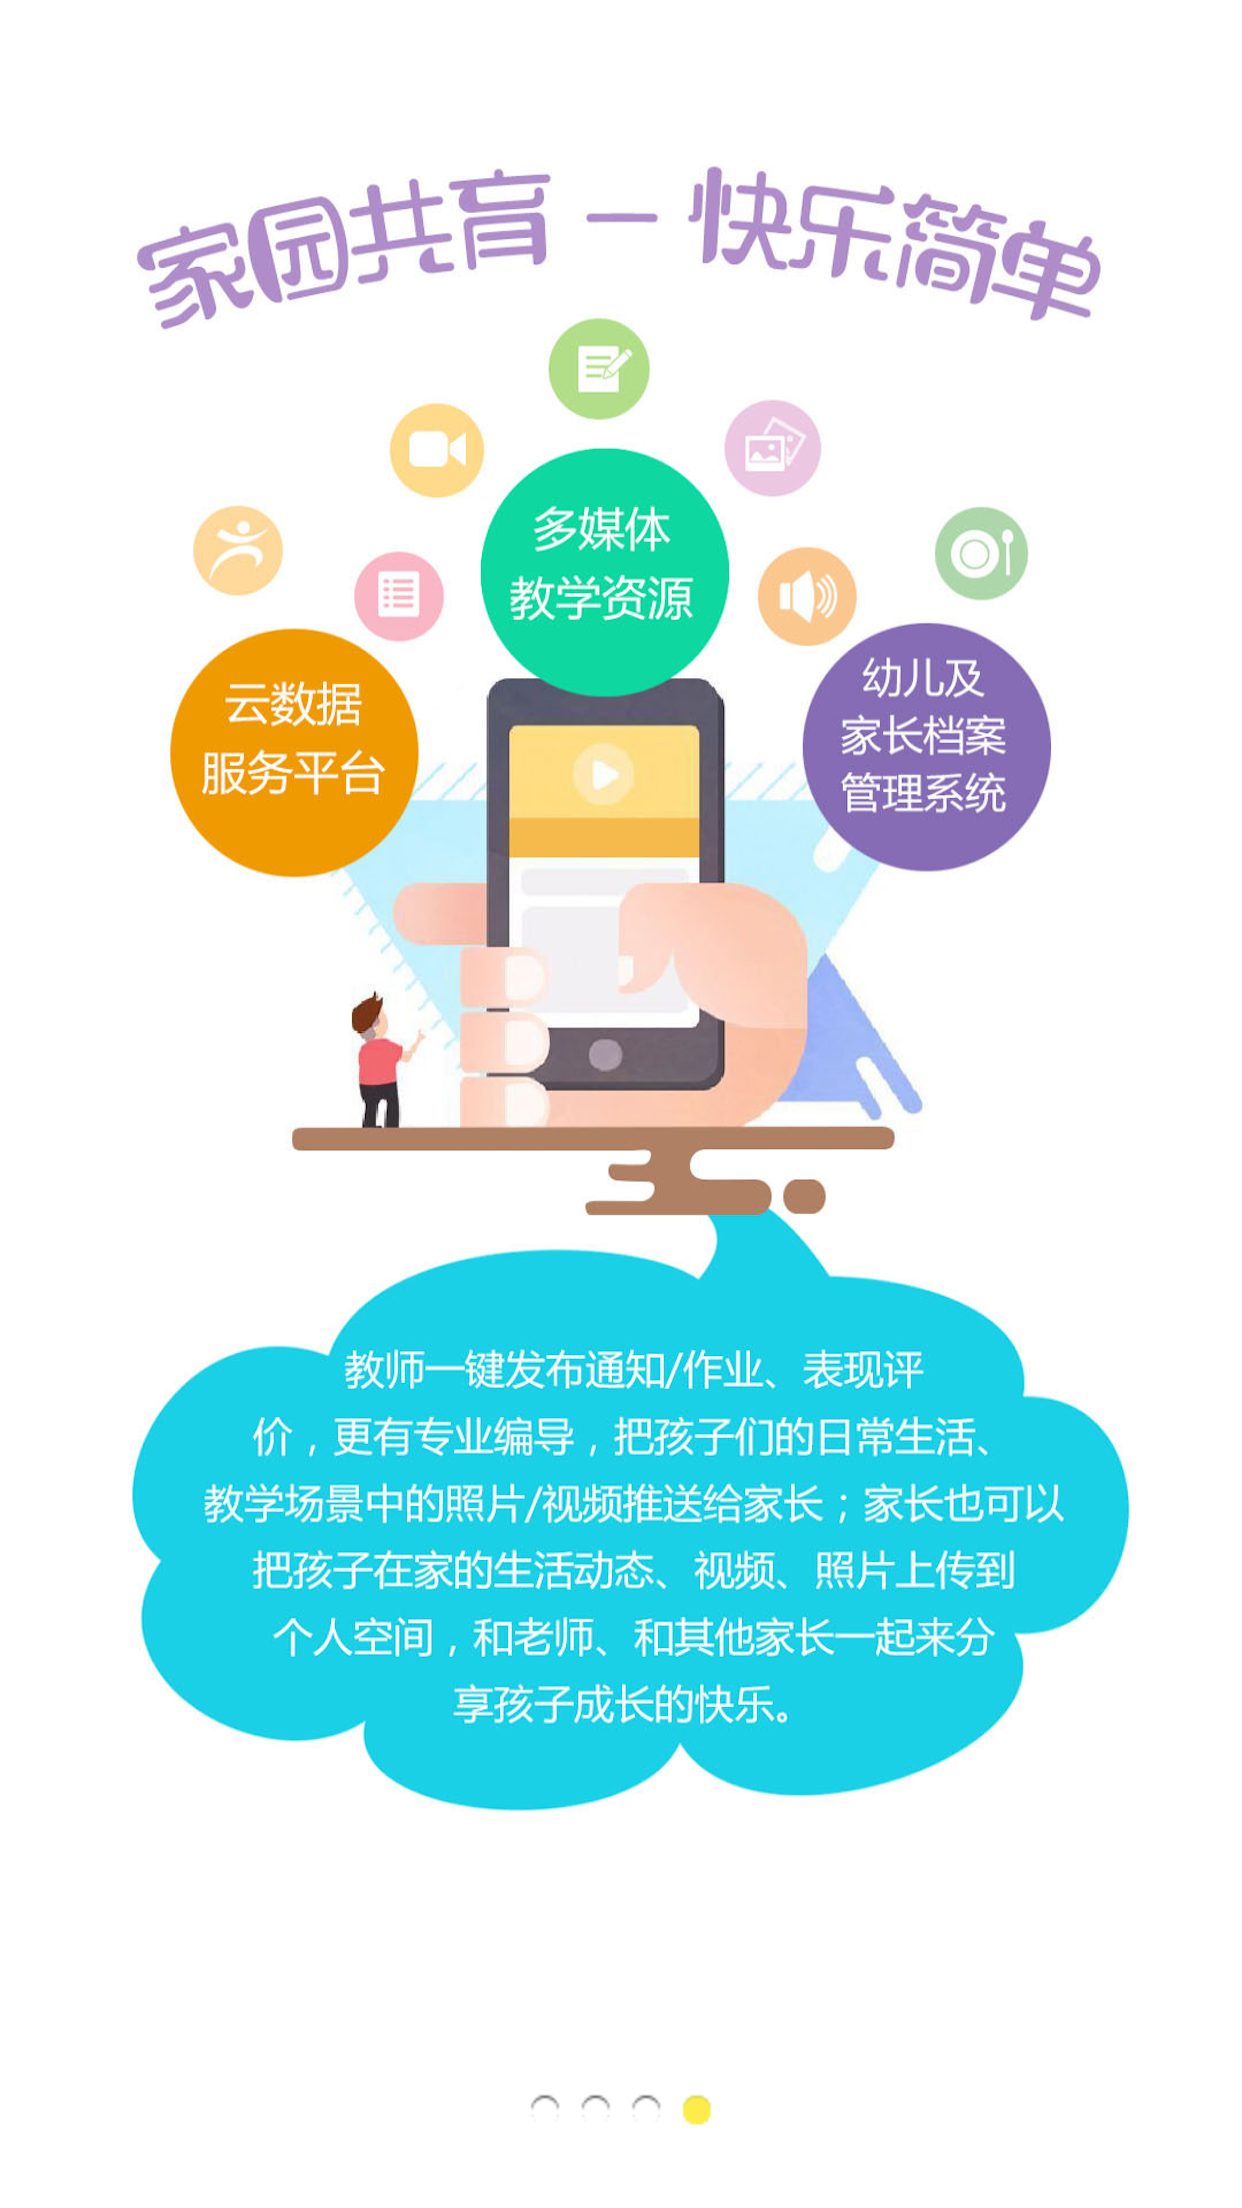 家园共育 — 快乐简单
多媒体
教学资源
云数据
服务平台
幼儿及
家长档案
管理系统
教师一键发布通知/作业、表现评
价，更有专业编导，把孩子们的日常生活、
教学场景中的照片/视频推送给家长；家长也可以
把孩子在家的生活动态、视频、照片上传到
个人空间，和老师、和其他家长一起来分
享孩子成长的快乐。